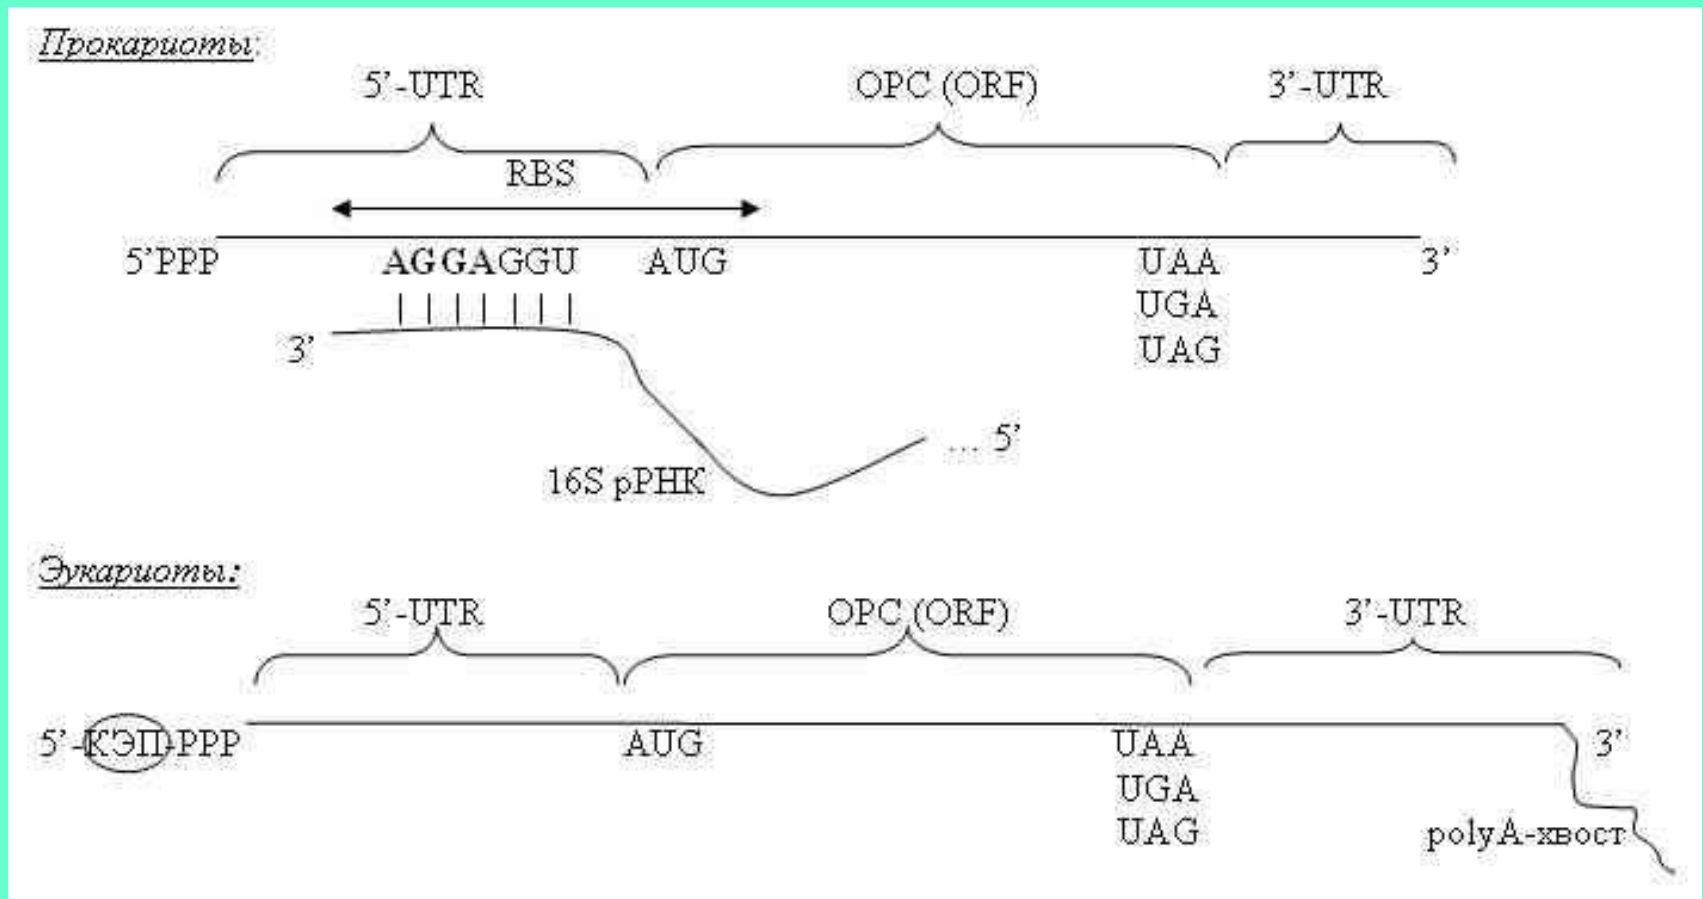 Прокариоты:
5’-UTR ОРС (ORF) 3’-UTR
RBS
5’PPP AGGAGGU AUG UAA 3’
UGA
3’ UAG
... 5’
16S рРНК
Эукариоты:
5’-UTR ОРС (ORF) 3’-UTR
5’-КЭП-PPP AUG UAA 3’
UGA
UAG polyA-хвост